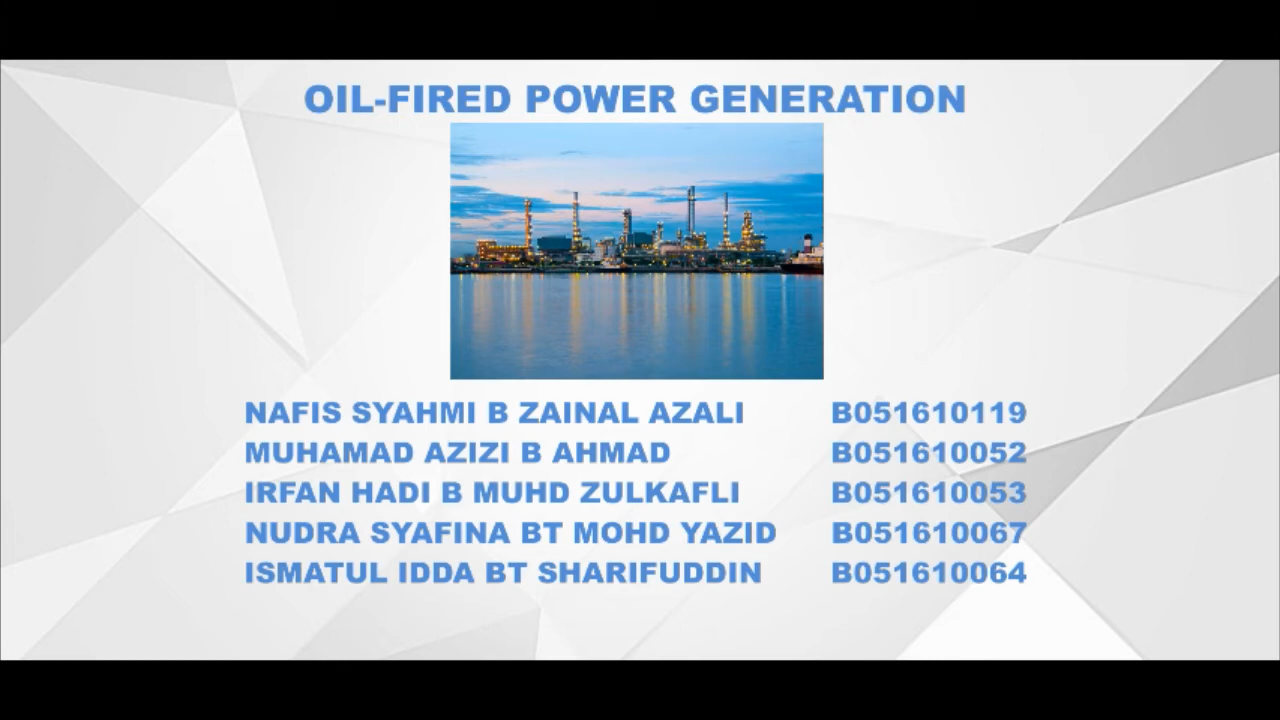 OIL-FIRED POWER GENERATION
NAFIS SYAHMI B ZAINAL AZALI B051610119
MUHAMAD AZIZI B AHMAD B051610052
IRFAN HADI B MUHD ZULKAFLI B051610053
NUDRA SYAFINA BT MOHD YAZID B051610067
ISMATUL IDDA BT SHARIFUDDIN B051610064